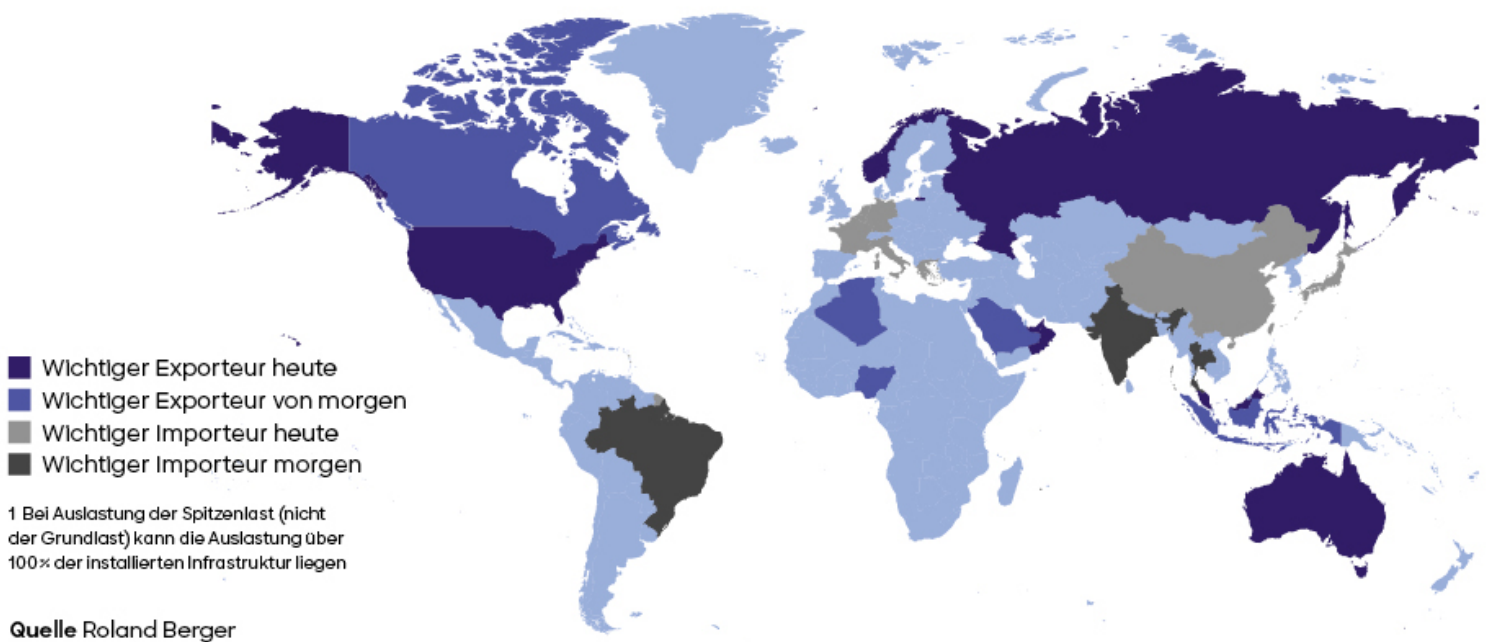 Wichtiger Exporteur heute
Wichtiger Exporteur von morgen
Wichtiger Importeur heute
Wichtiger Importeur morgen
1 Bei Auslastung der Spitzenlast (nicht
der Grundlast) kann die Auslastung über
100% der installierten Infrastruktur liegen
Quelle Roland Berger